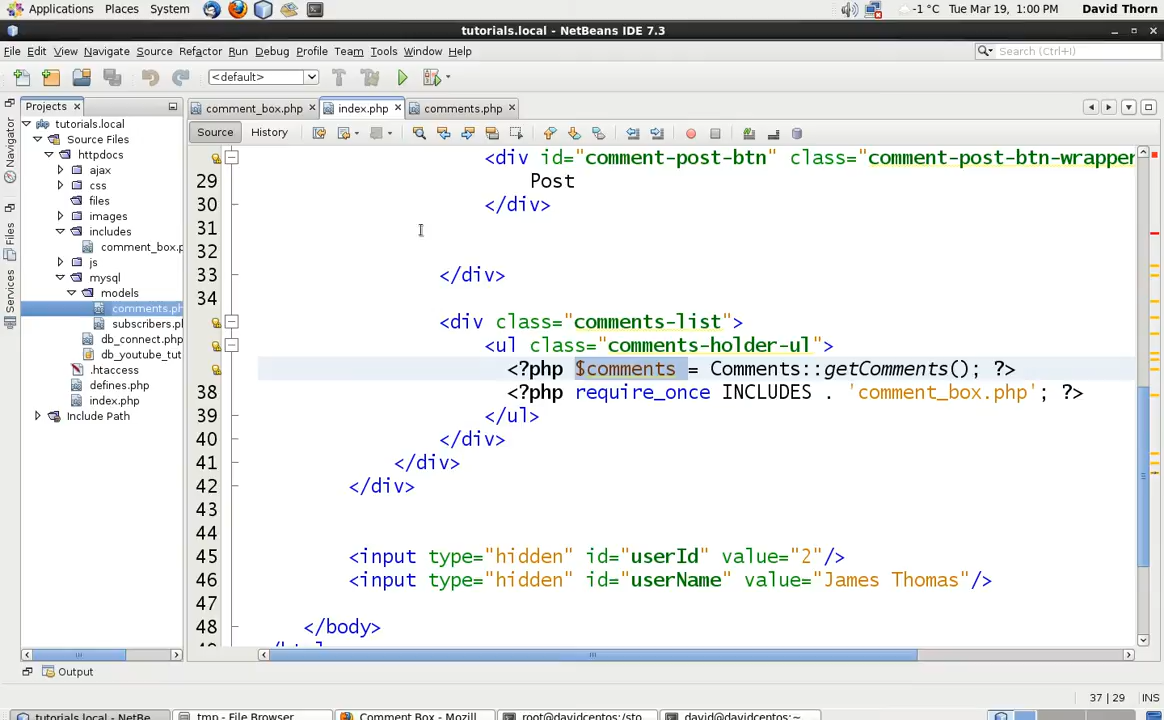 Applications Places System -1 °C Tue Mar 19, 1:00 PM David Thorn
tutorials.local - NetBeans IDE 7.3
File Edit View Navigate Source Refactor Run Debug Profile Team Tools Window Help Search (Ctrl+I)
<default>
Projects
comment_box.php index.php comments.php
Source History
Navigator
Files
Services
tutorials.local
Source Files
httpdocs
ajax
css
files
images
includes
comment_box.p
js
mysql
models
comments.ph
subscribers.pl
db_connect.php
db_youtube_tut
.htaccess
defines.php
index.php
Include Path
<div id="comment-post-btn" class="comment-post-btn-wrapper
29 Post
30 </div>
31
32
33 </div>
34
<div class="comments-list">
<ul class="comments-holder-ul">
<?php $comments = Comments::getComments(); ?>
38 <?php require_once INCLUDES . 'comment_box.php'; ?>
39 </ul>
40 </div>
41 </div>
42 </div>
43
44
45 <input type="hidden" id="userId" value="2"/>
46 <input type="hidden" id="userName" value="James Thomas"/>
47
48 </body>
Output
37 | 29 INS
tutorials.local - NetBe... tmp - File Browser Comment Box - Mozill... root@davidcentos:/sto... david@davidcentos:~